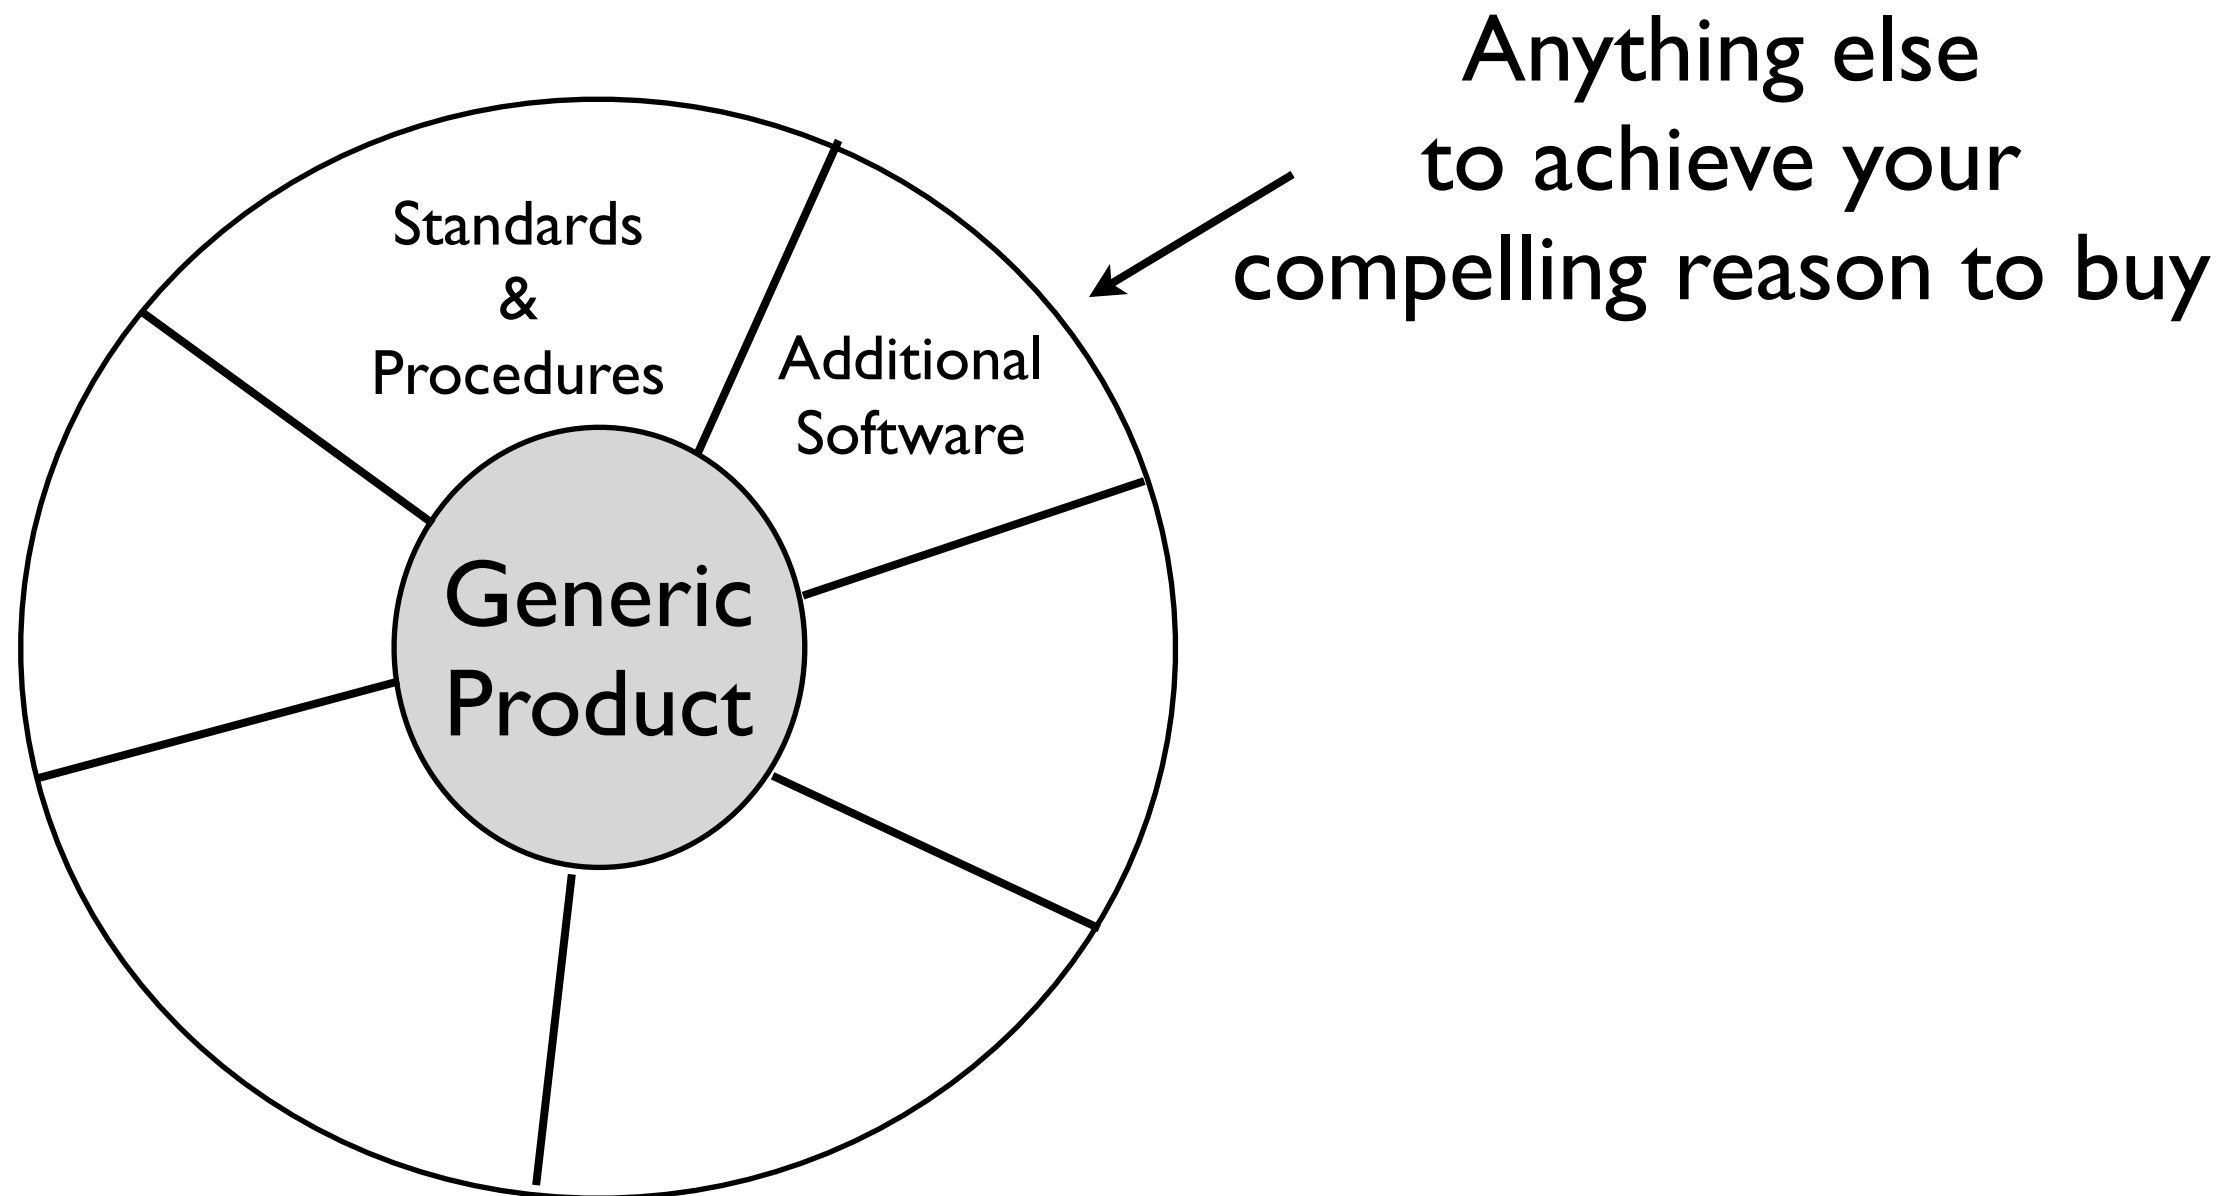 Anything else
to achieve your
compelling reason to buy
Standards
&
Procedures
Additional
Software
Generic
Product